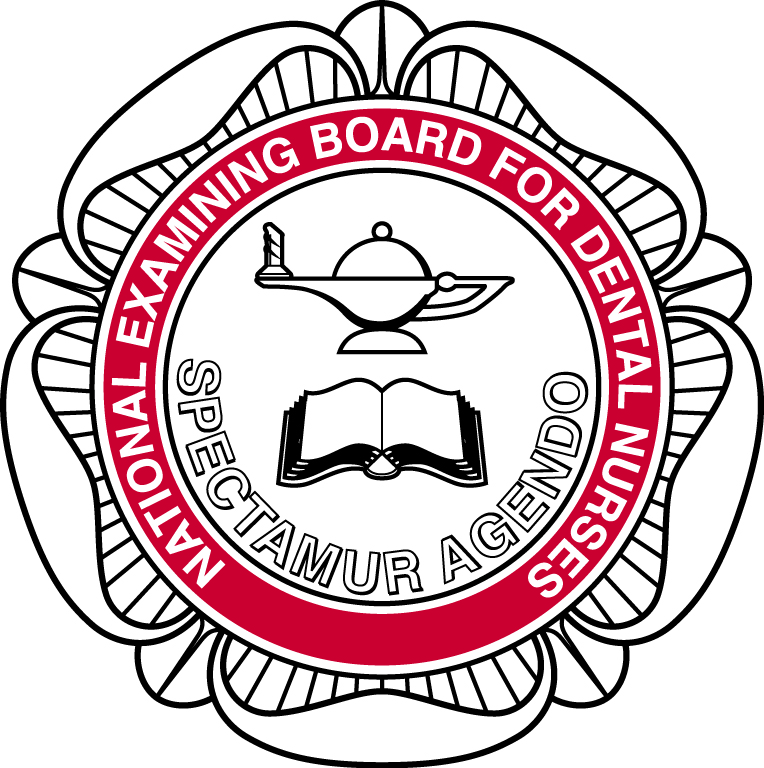 NATIONAL EXAMINING BOARD FOR DENTAL NURSES
SPECTAMUR AGENDO